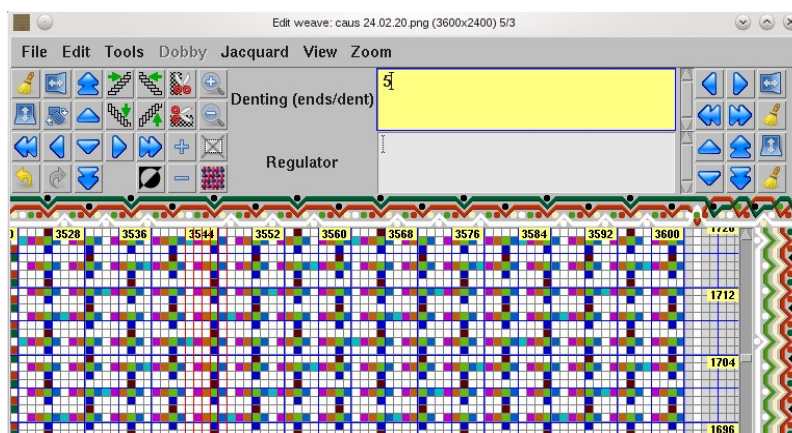 Edit weave: caus 24.02.20.png (3600x2400) 5/3
File Edit Tools Dobby Jacquard View Zoom
Denting (ends/dent)
5
Regulator
3528 3536 3544 3552 3560 3568 3576 3584 3592 3600
1720
1712
1704
1696